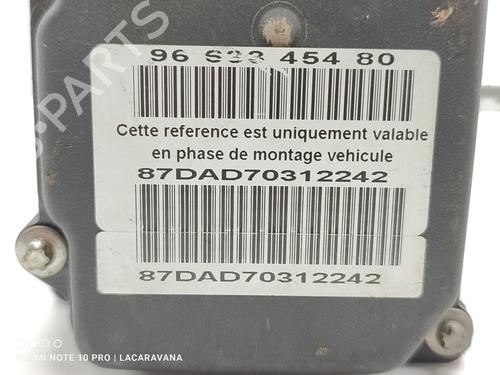 96 633 454 80
Cette reference est uniquement valable
en phase de montage vehicule
87DAD70312242
87DAD70312242
MI NOTE 10 PRO | LACARAVANA
PARTS